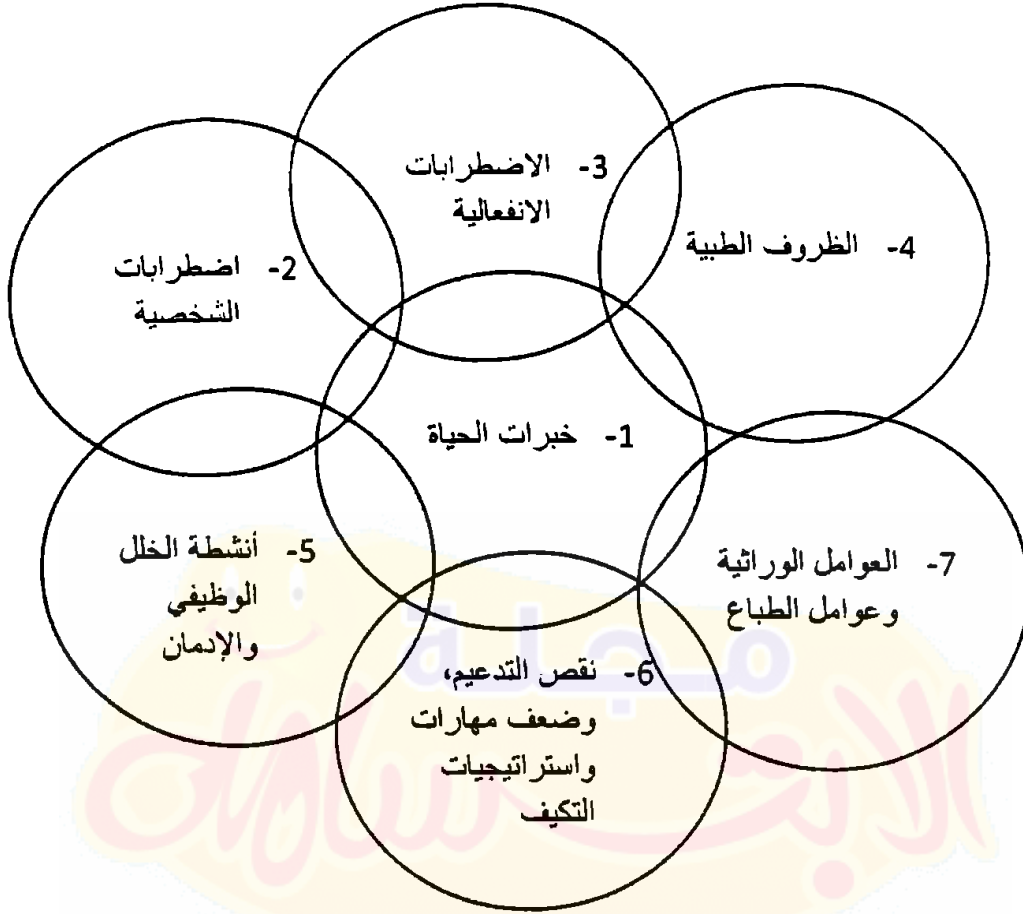 3- الاضطرابات
الانفعالية
4- الظروف الطبية
2- اضطرابات
الشخصية
1- خبرات الحياة
5- أنشطة الخلل
الوظيفي
والإدمان
7- العوامل الوراثية
وعوامل الطباع
6- نقص التدعيم،
وضعف مهارات
واستراتيجيات
التكيف
مجلة